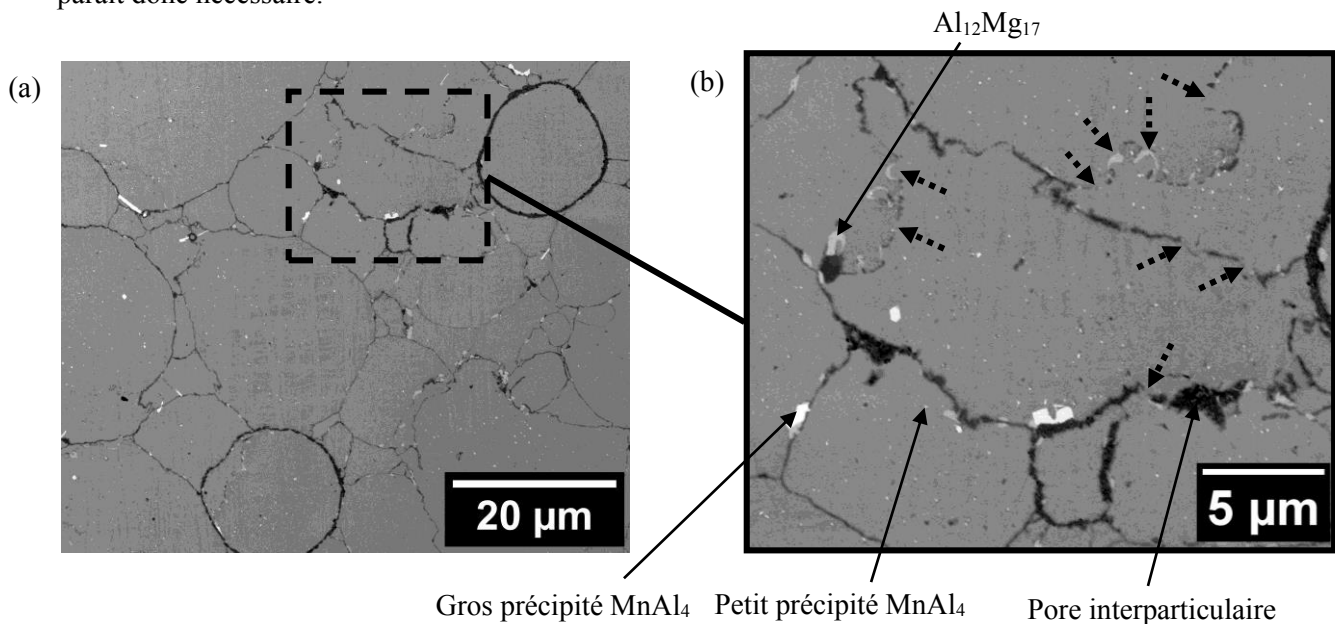 paraît donc nécessaire.
Al₁₂Mg₁₇
(a)
(b)
20 µm
5 µm
Gros précipité MnAl₄ Petit précipité MnAl₄ Pore interparticulaire